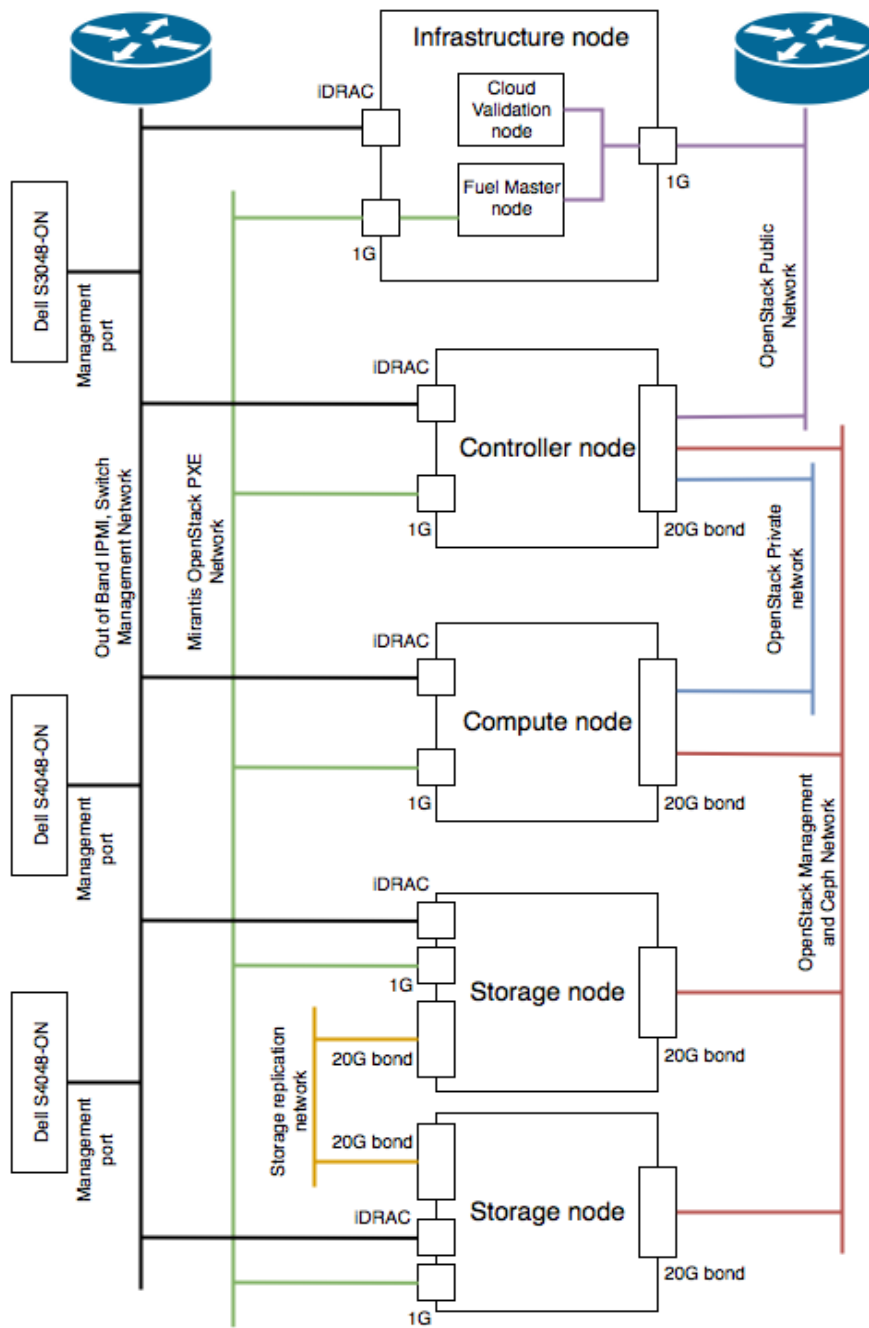 Infrastructure node
iDRAC
Cloud
Validation
node
Fuel Master
node
1G
1G
Dell S3048-ON
Management
port
OpenStack Public
Network
iDRAC
Controller node
1G
20G bond
Out of Band IPMI, Switch
Management Network
Mirantis OpenStack PXE
Network
OpenStack Private
network
iDRAC
Compute node
1G
20G bond
Dell S4048-ON
Management
port
OpenStack Management
and Ceph Network
iDRAC
1G
Storage node
20G bond
20G bond
Storage replication
network
Dell S4048-ON
Management
port
20G bond
iDRAC
Storage node
20G bond
1G